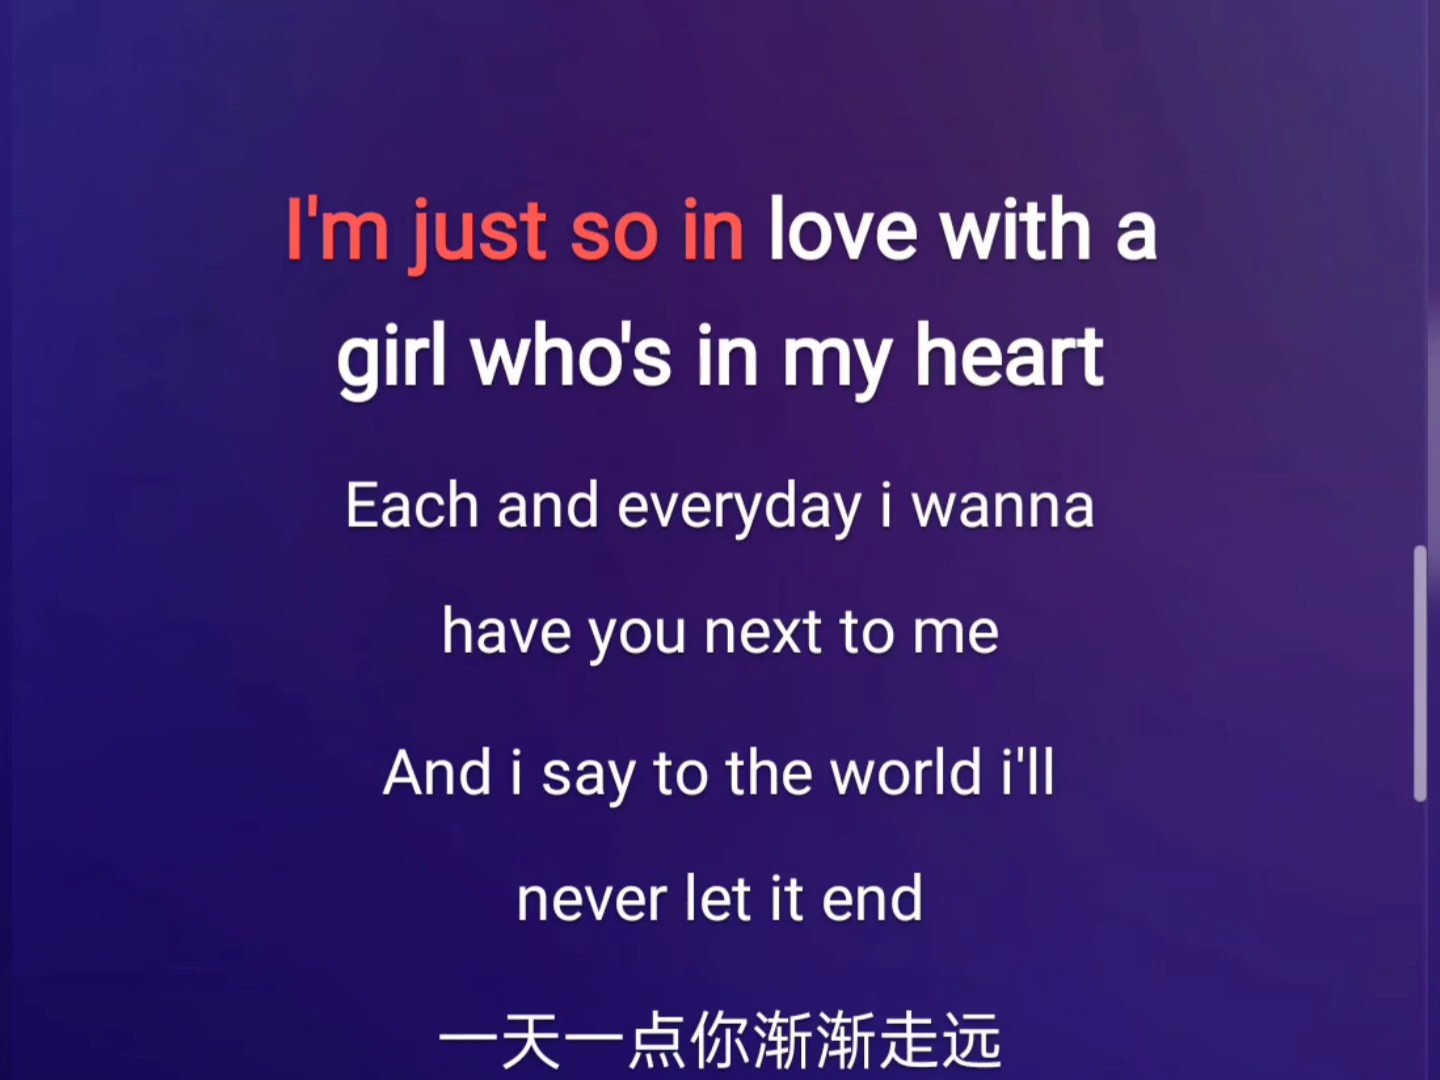 I'm just so in love with a
girl who's in my heart
Each and everyday i wanna
have you next to me
And i say to the world i'll
never let it end
一天一点你渐渐走远